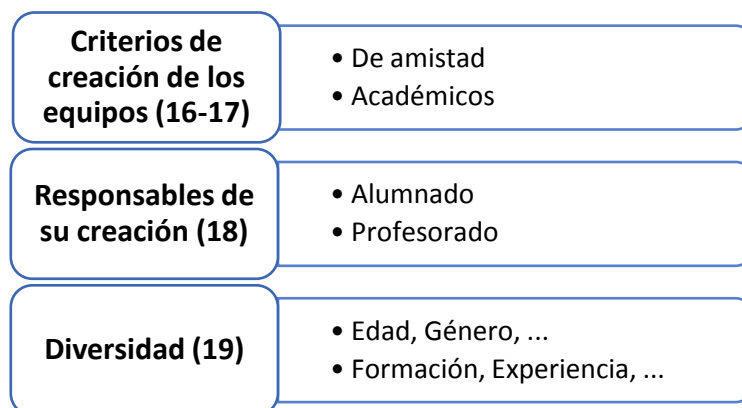 Criterios de
creación de los
equipos (16-17)
• De amistad
• Académicos
Responsables de
su creación (18)
• Alumnado
• Profesorado
Diversidad (19)
• Edad, Género, ...
• Formación, Experiencia, ...